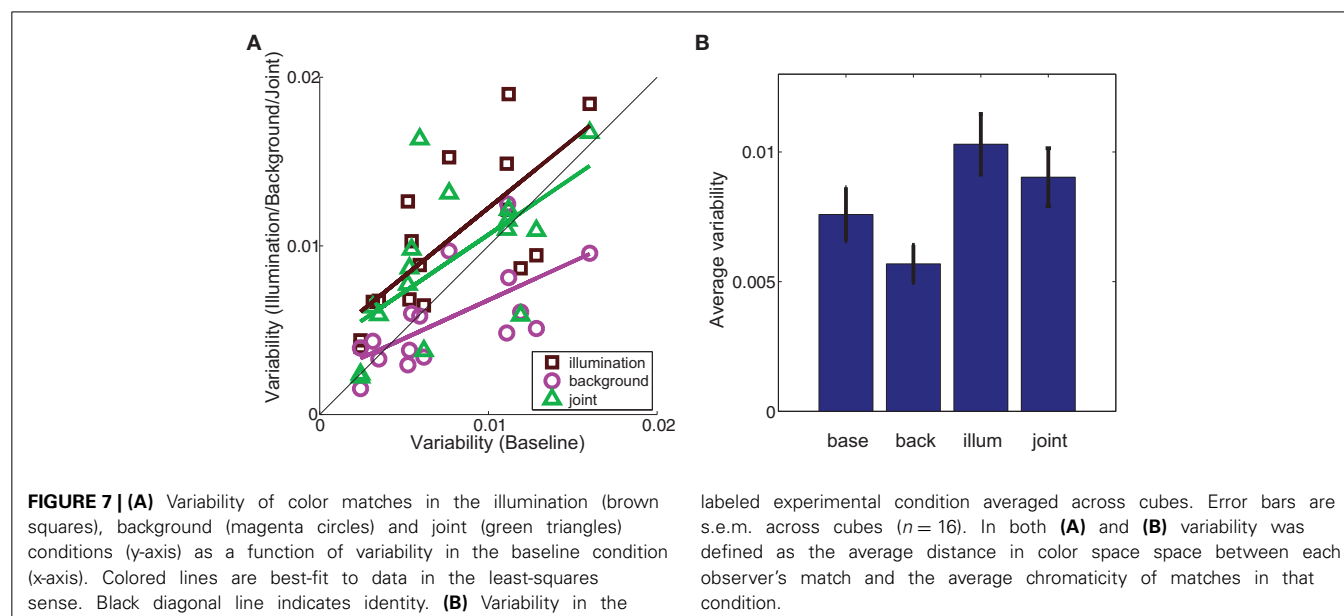 A
Variability (Illumination/Background/Joint)
0.02
0.01
0
illumination
background
joint
0
0.01
0.02
Variability (Baseline)
B
Average variability
0.01
0.005
0
base back illum joint
FIGURE 7 | (A) Variability of color matches in the illumination (brown
squares), background (magenta circles) and joint (green triangles)
conditions (y-axis) as a function of variability in the baseline condition
(x-axis). Colored lines are best-fit to data in the least-squares
sense. Black diagonal line indicates identity. (B) Variability in the
labeled experimental condition averaged across cubes. Error bars are
s.e.m. across cubes (n = 16). In both (A) and (B) variability was
defined as the average distance in color space space between each
observer's match and the average chromaticity of matches in that
condition.